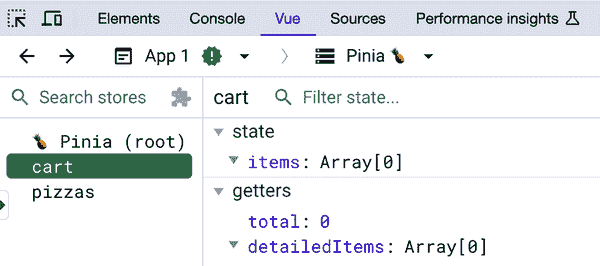 Elements Console Vue Sources Performance insights
App 1 Pinia
Search stores cart Filter state...
Pinia (root) state
cart items: Array[0]
pizzas getters
total: 0
detailedItems: Array[0]